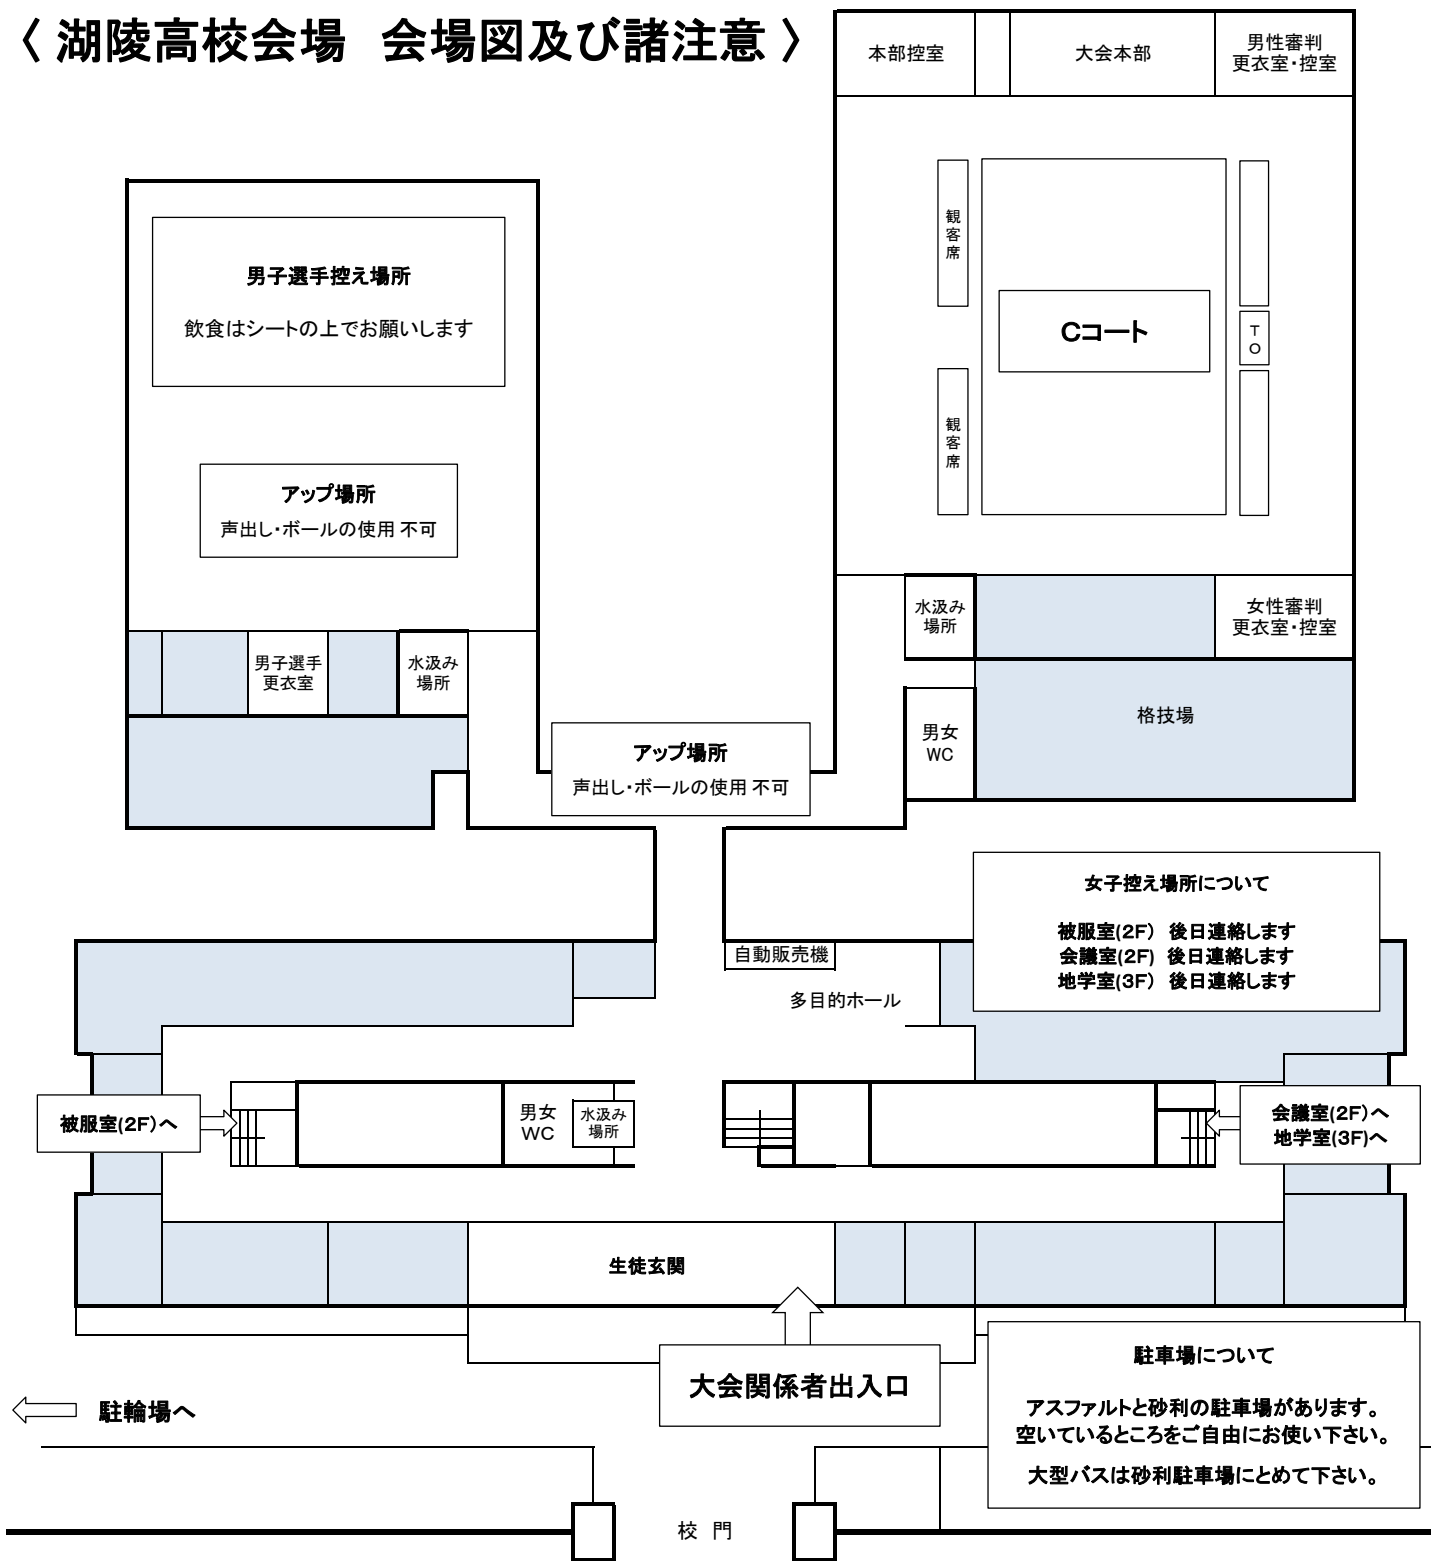 〈 湖陵高校会場　会場図及び諸注意 〉
本部控室
大会本部
男性審判
更衣室・控室
観客席
Cコート
TO
観客席
男子選手控え場所
飲食はシートの上でお願いします
アップ場所
声出し・ボールの使用 不可
水汲み
場所
女性審判
更衣室・控室
男子選手
更衣室
水汲み
場所
格技場
男女
WC
アップ場所
声出し・ボールの使用 不可
女子控え場所について
被服室(2F)　後日連絡します
会議室(2F)　後日連絡します
地学室(3F)　後日連絡します
自動販売機
多目的ホール
被服室(2F)へ
男女
WC
水汲み
場所
会議室(2F)へ
地学室(3F)へ
生徒玄関
大会関係者出入口
駐車場について
アスファルトと砂利の駐車場があります。
空いているところをご自由にお使い下さい。
大型バスは砂利駐車場にとめて下さい。
駐輪場へ
校　門